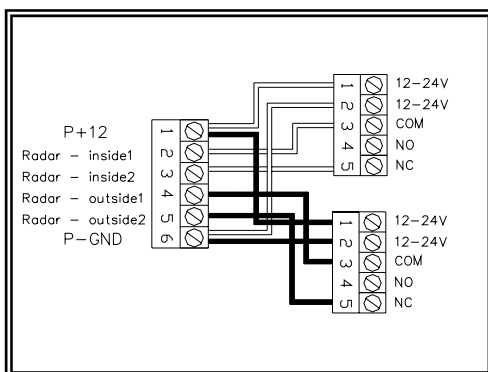 P+12 1
Radar - inside1 2
Radar - inside2 3
Radar - outside1 4
Radar - outside2 5
P-GND 6
1 12-24V
2 12-24V
3 COM
4 NO
5 NC
1 12-24V
2 12-24V
3 COM
4 NO
5 NC